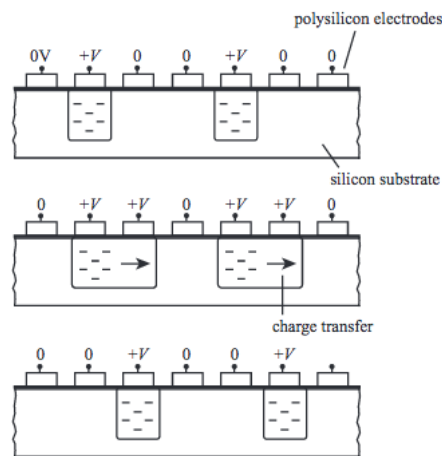 polysilicon electrodes
0V +V 0 0 +V 0 0
silicon substrate
0 +V +V 0 +V +V 0
charge transfer
0 0 +V 0 0 +V